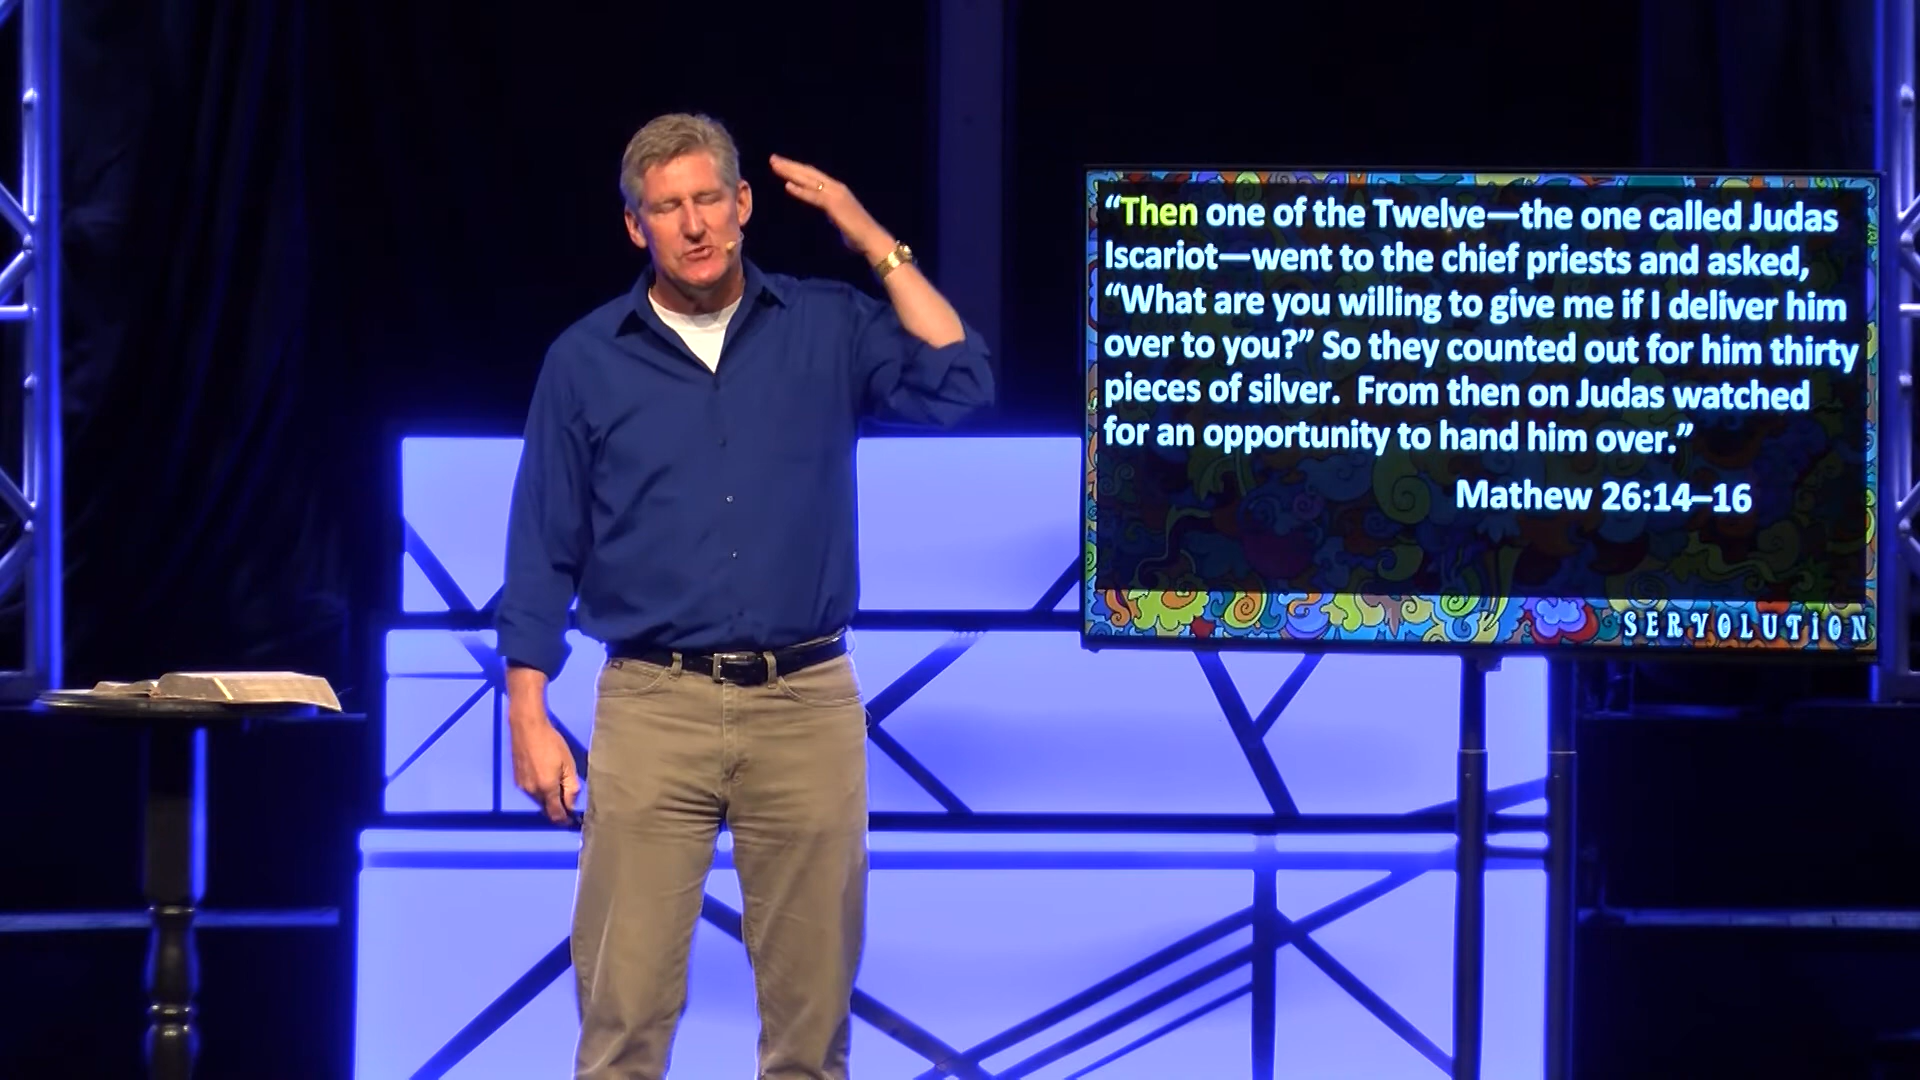 “Then one of the Twelve—the one called Judas
Iscariot—went to the chief priests and asked,
“What are you willing to give me if I deliver him
over to you?” So they counted out for him thirty
pieces of silver.  From then on Judas watched
for an opportunity to hand him over.”
Mathew 26:14–16
SERVOLUTION